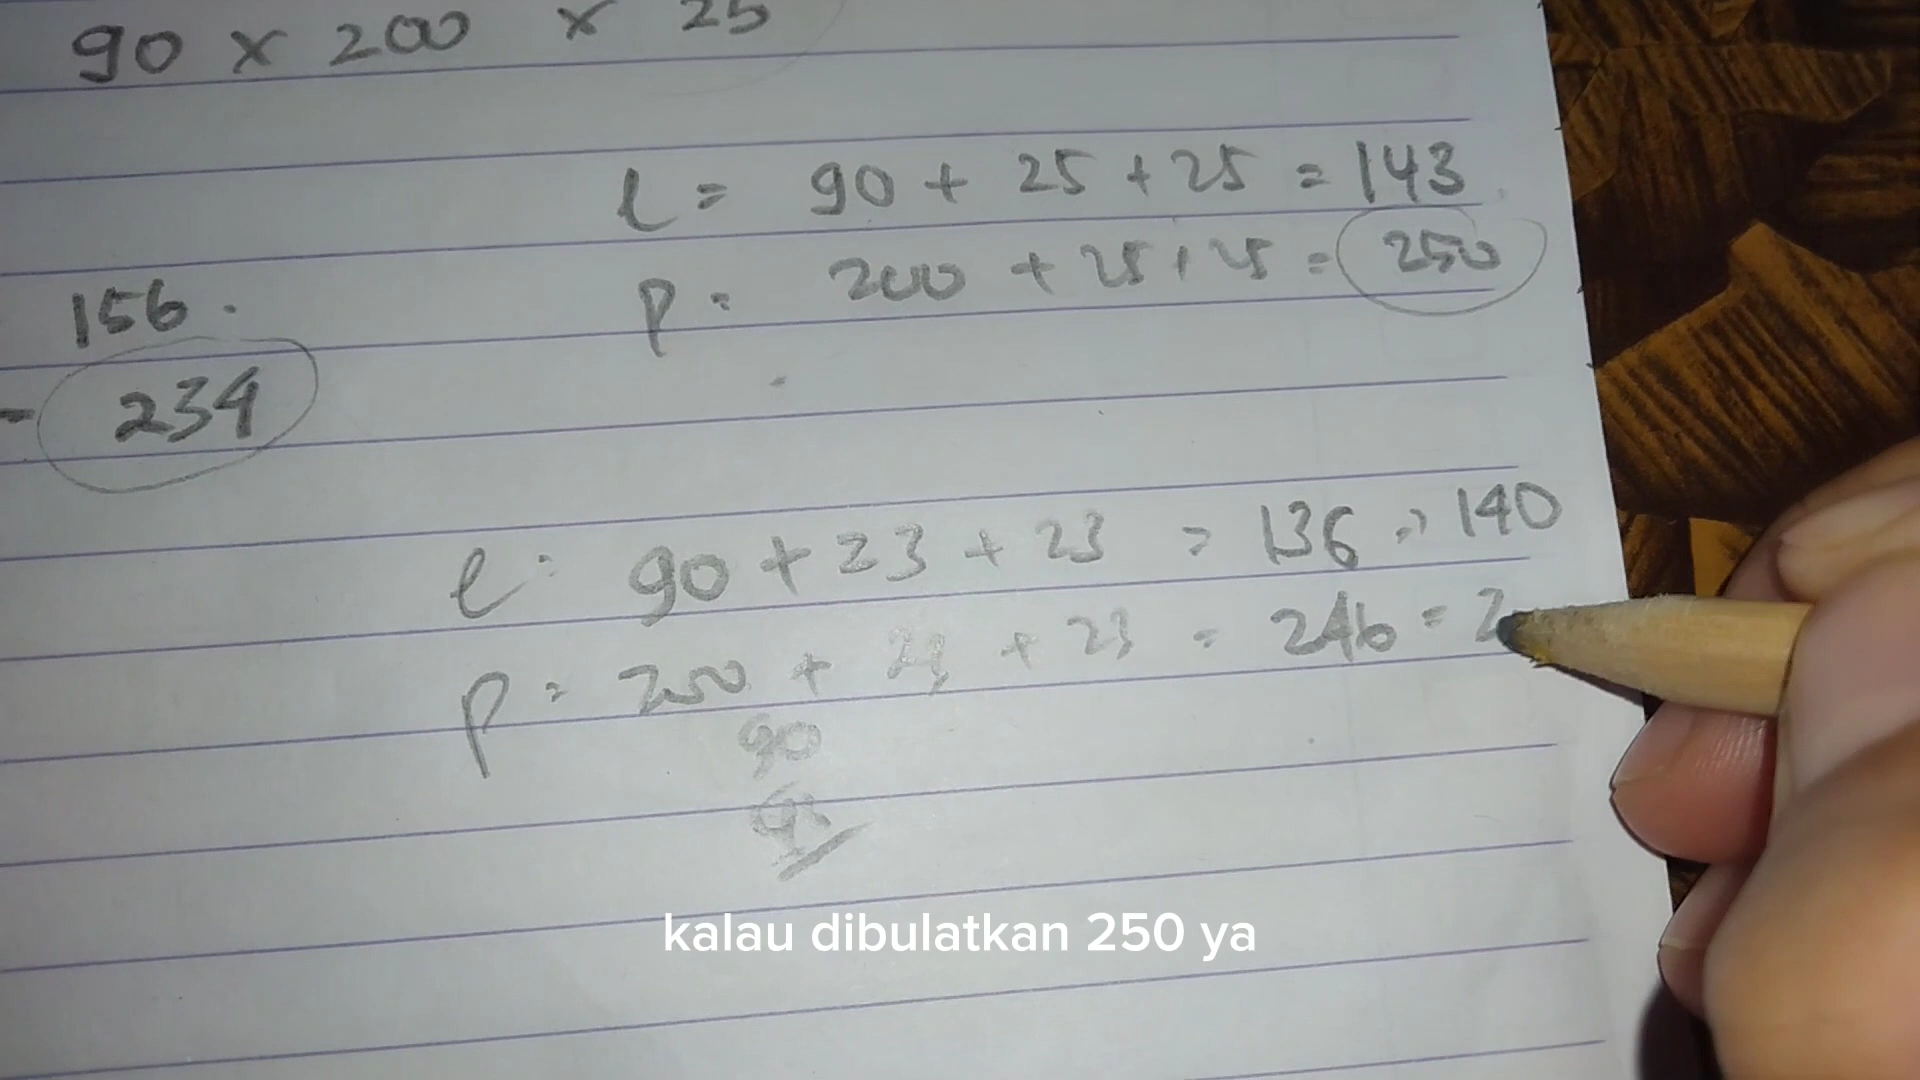 90 x 200 x 25
l = 90 + 25 + 25 = 143
p = 200 + 25 + 25 = 250
156.
234
l = 90 + 23 + 23 = 136 = 140
p = 200 + 23 + 23 = 246 = 2
90
kalau dibulatkan 250 ya